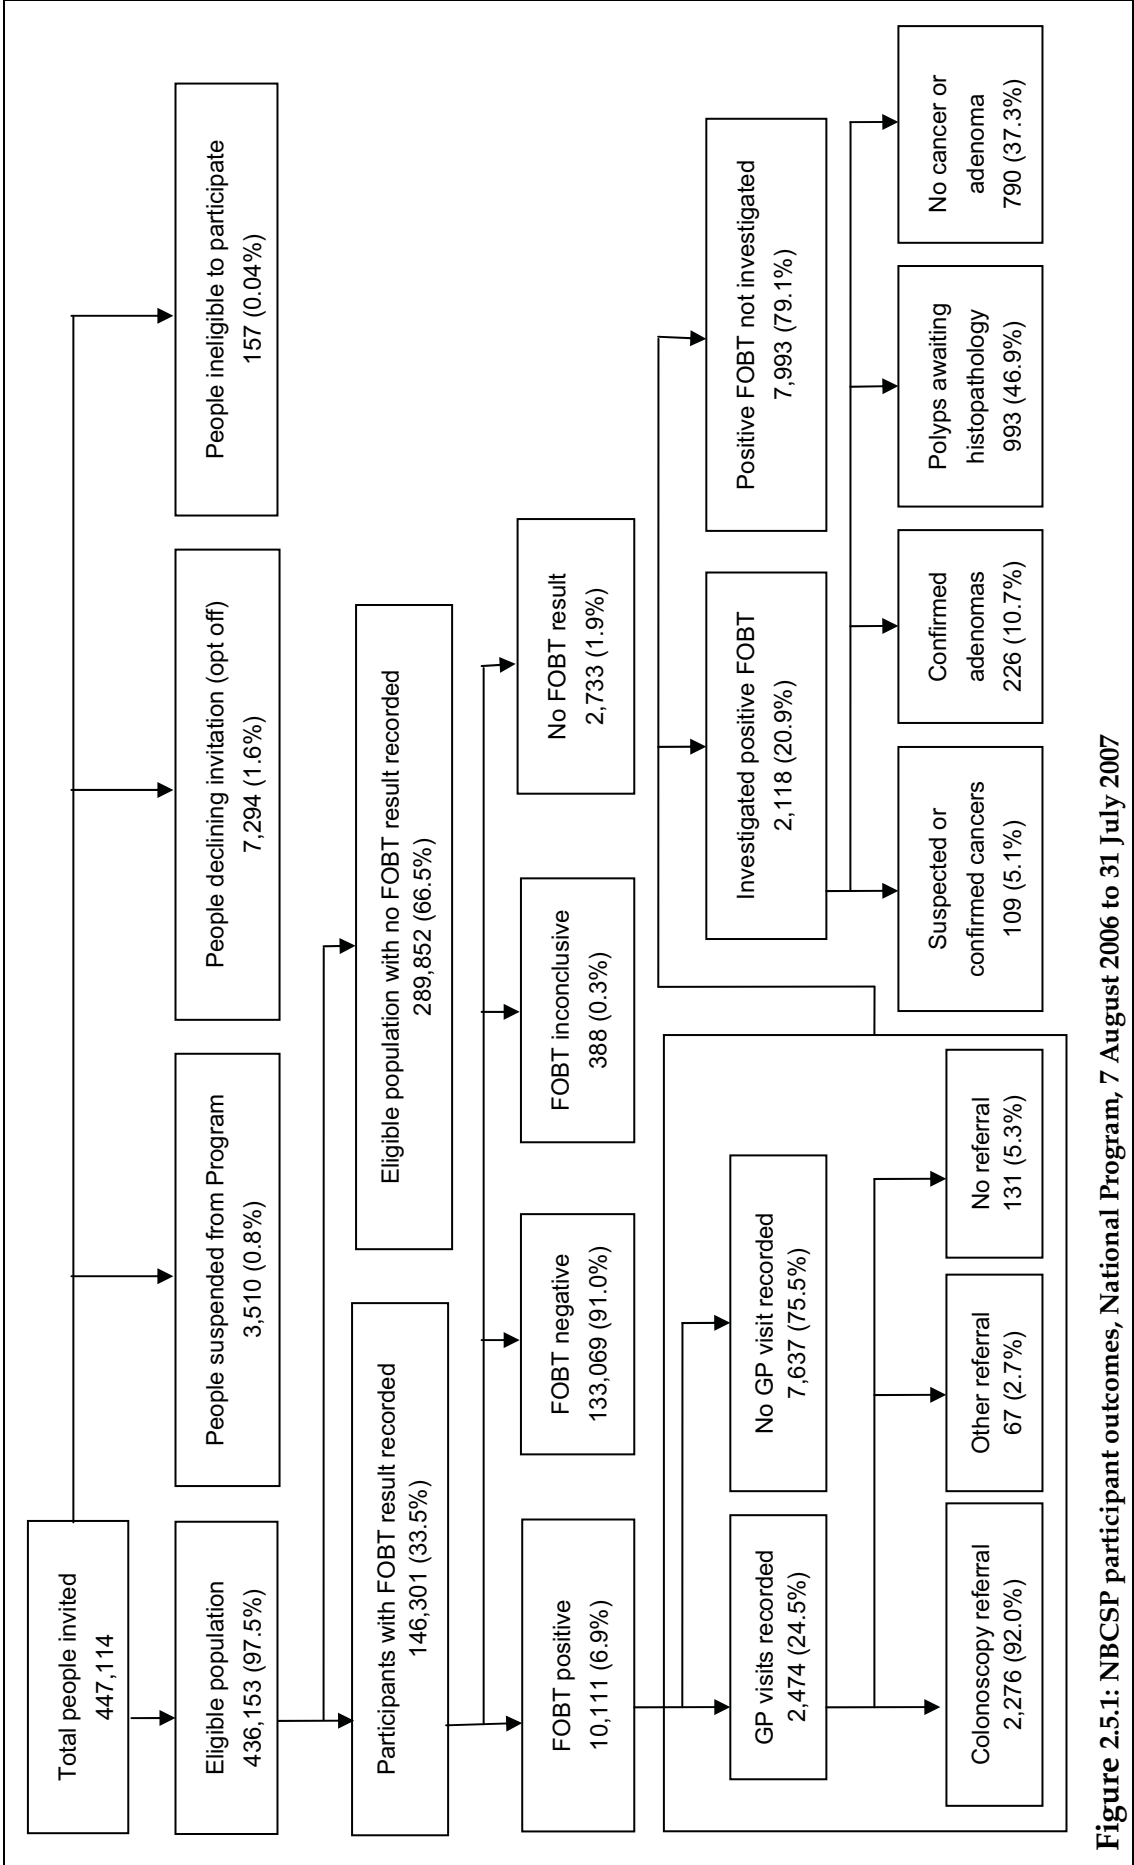 Total people invited
447,114
Eligible population
436,153 (97.5%)
People suspended from Program
3,510 (0.8%)
People declining invitation (opt off)
7,294 (1.6%)
People ineligible to participate
157 (0.04%)
Participants with FOBT result recorded
146,301 (33.5%)
Eligible population with no FOBT result recorded
289,852 (66.5%)
FOBT positive
10,111 (6.9%)
FOBT negative
133,069 (91.0%)
FOBT inconclusive
388 (0.3%)
No FOBT result
2,733 (1.9%)
GP visits recorded
2,474 (24.5%)
No GP visit recorded
7,637 (75.5%)
Investigated positive FOBT
2,118 (20.9%)
Positive FOBT not investigated
7,993 (79.1%)
Colonoscopy referral
2,276 (92.0%)
Other referral
67 (2.7%)
No referral
131 (5.3%)
Suspected or
confirmed cancers
109 (5.1%)
Confirmed
adenomas
226 (10.7%)
Polyps awaiting
histopathology
993 (46.9%)
No cancer or
adenoma
790 (37.3%)
Figure 2.5.1: NBCSP participant outcomes, National Program, 7 August 2006 to 31 July 2007